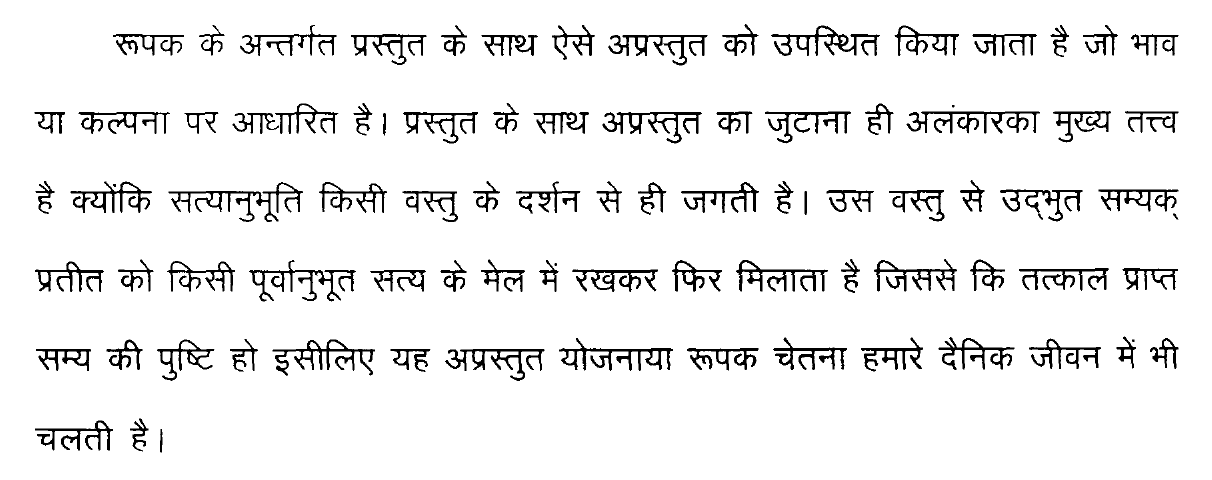 रूपक के अन्तर्गत प्रस्तुत के साथ ऐसे अप्रस्तुत को उपस्थित किया जाता है जो भाव
या कल्पना पर आधारित है। प्रस्तुत के साथ अप्रस्तुत का जुटाना ही अलंकारका मुख्य तत्त्व
है क्योंकि सत्यानुभूति किसी वस्तु के दर्शन से ही जगती है। उस वस्तु से उद्‌भुत सम्यक्
प्रतीत को किसी पूर्वानुभूत सत्य के मेल में रखकर फिर मिलाता है जिससे कि तत्काल प्राप्त
सम्य की पुष्टि हो इसीलिए यह अप्रस्तुत योजनाया रूपक चेतना हमारे दैनिक जीवन में भी
चलती है।